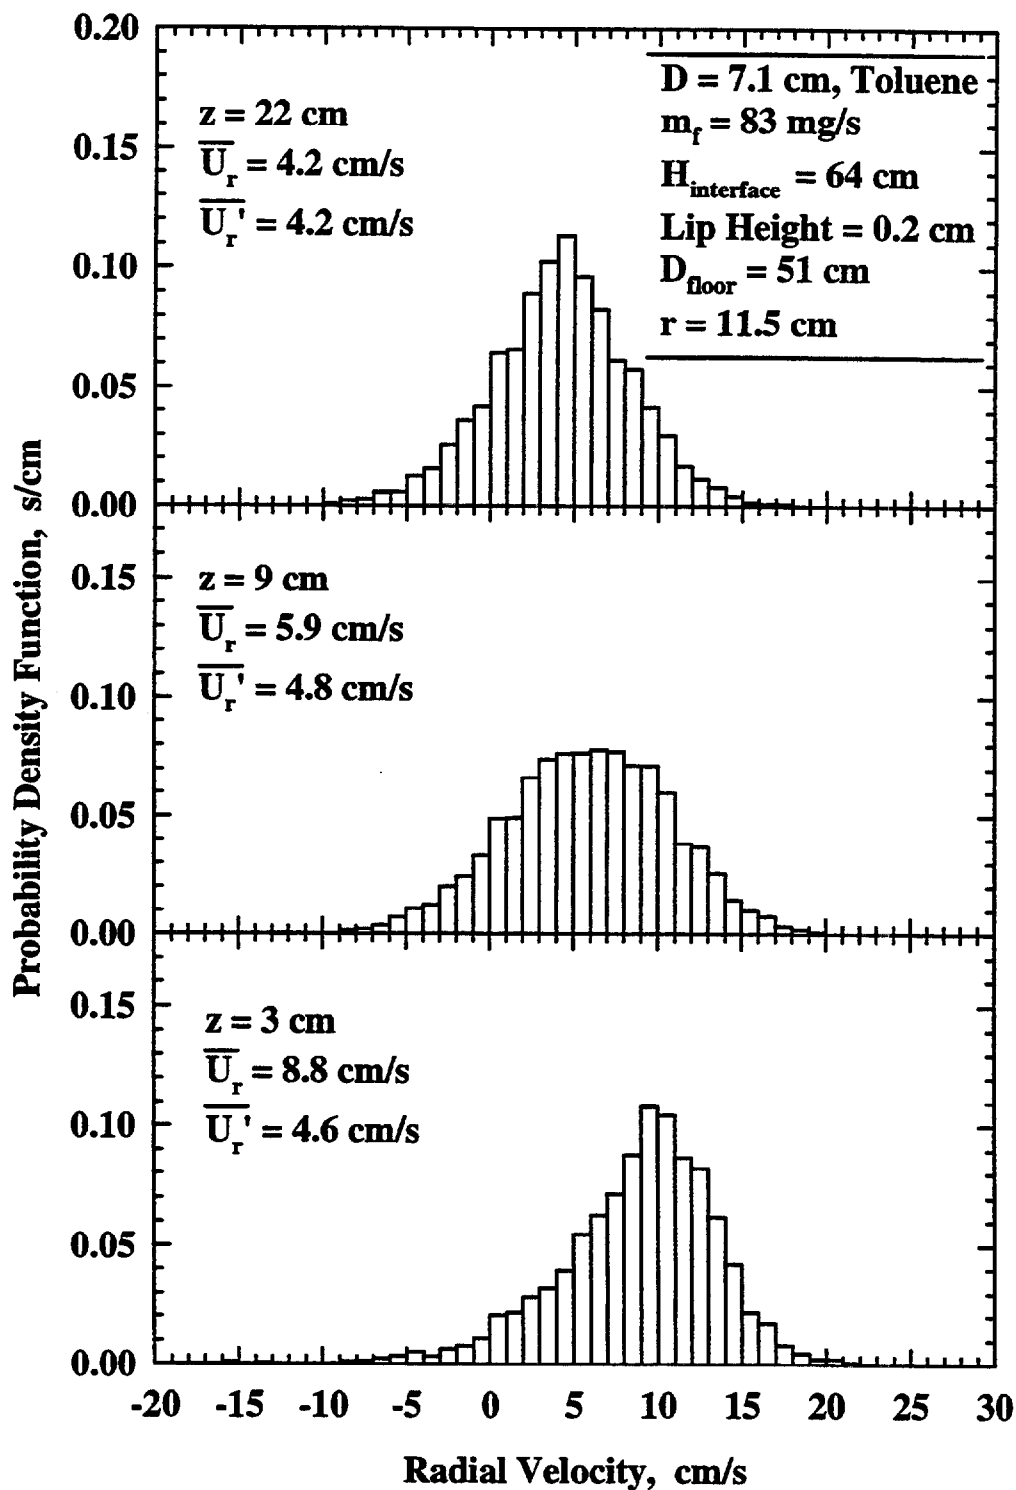 0.20
D = 7.1 cm, Toluene
z = 22 cm
m_f = 83 mg/s
0.15
U_r = 4.2 cm/s
H_interface = 64 cm
U_r' = 4.2 cm/s
Lip Height = 0.2 cm
0.10
D_floor = 51 cm
r = 11.5 cm
0.05
0.00
Probability Density Function, s/cm
z = 9 cm
0.15
U_r = 5.9 cm/s
U_r' = 4.8 cm/s
0.10
0.05
0.00
0.15
z = 3 cm
U_r = 8.8 cm/s
U_r' = 4.6 cm/s
0.10
0.05
0.00
-20 -15 -10 -5 0 5 10 15 20 25 30
Radial Velocity, cm/s